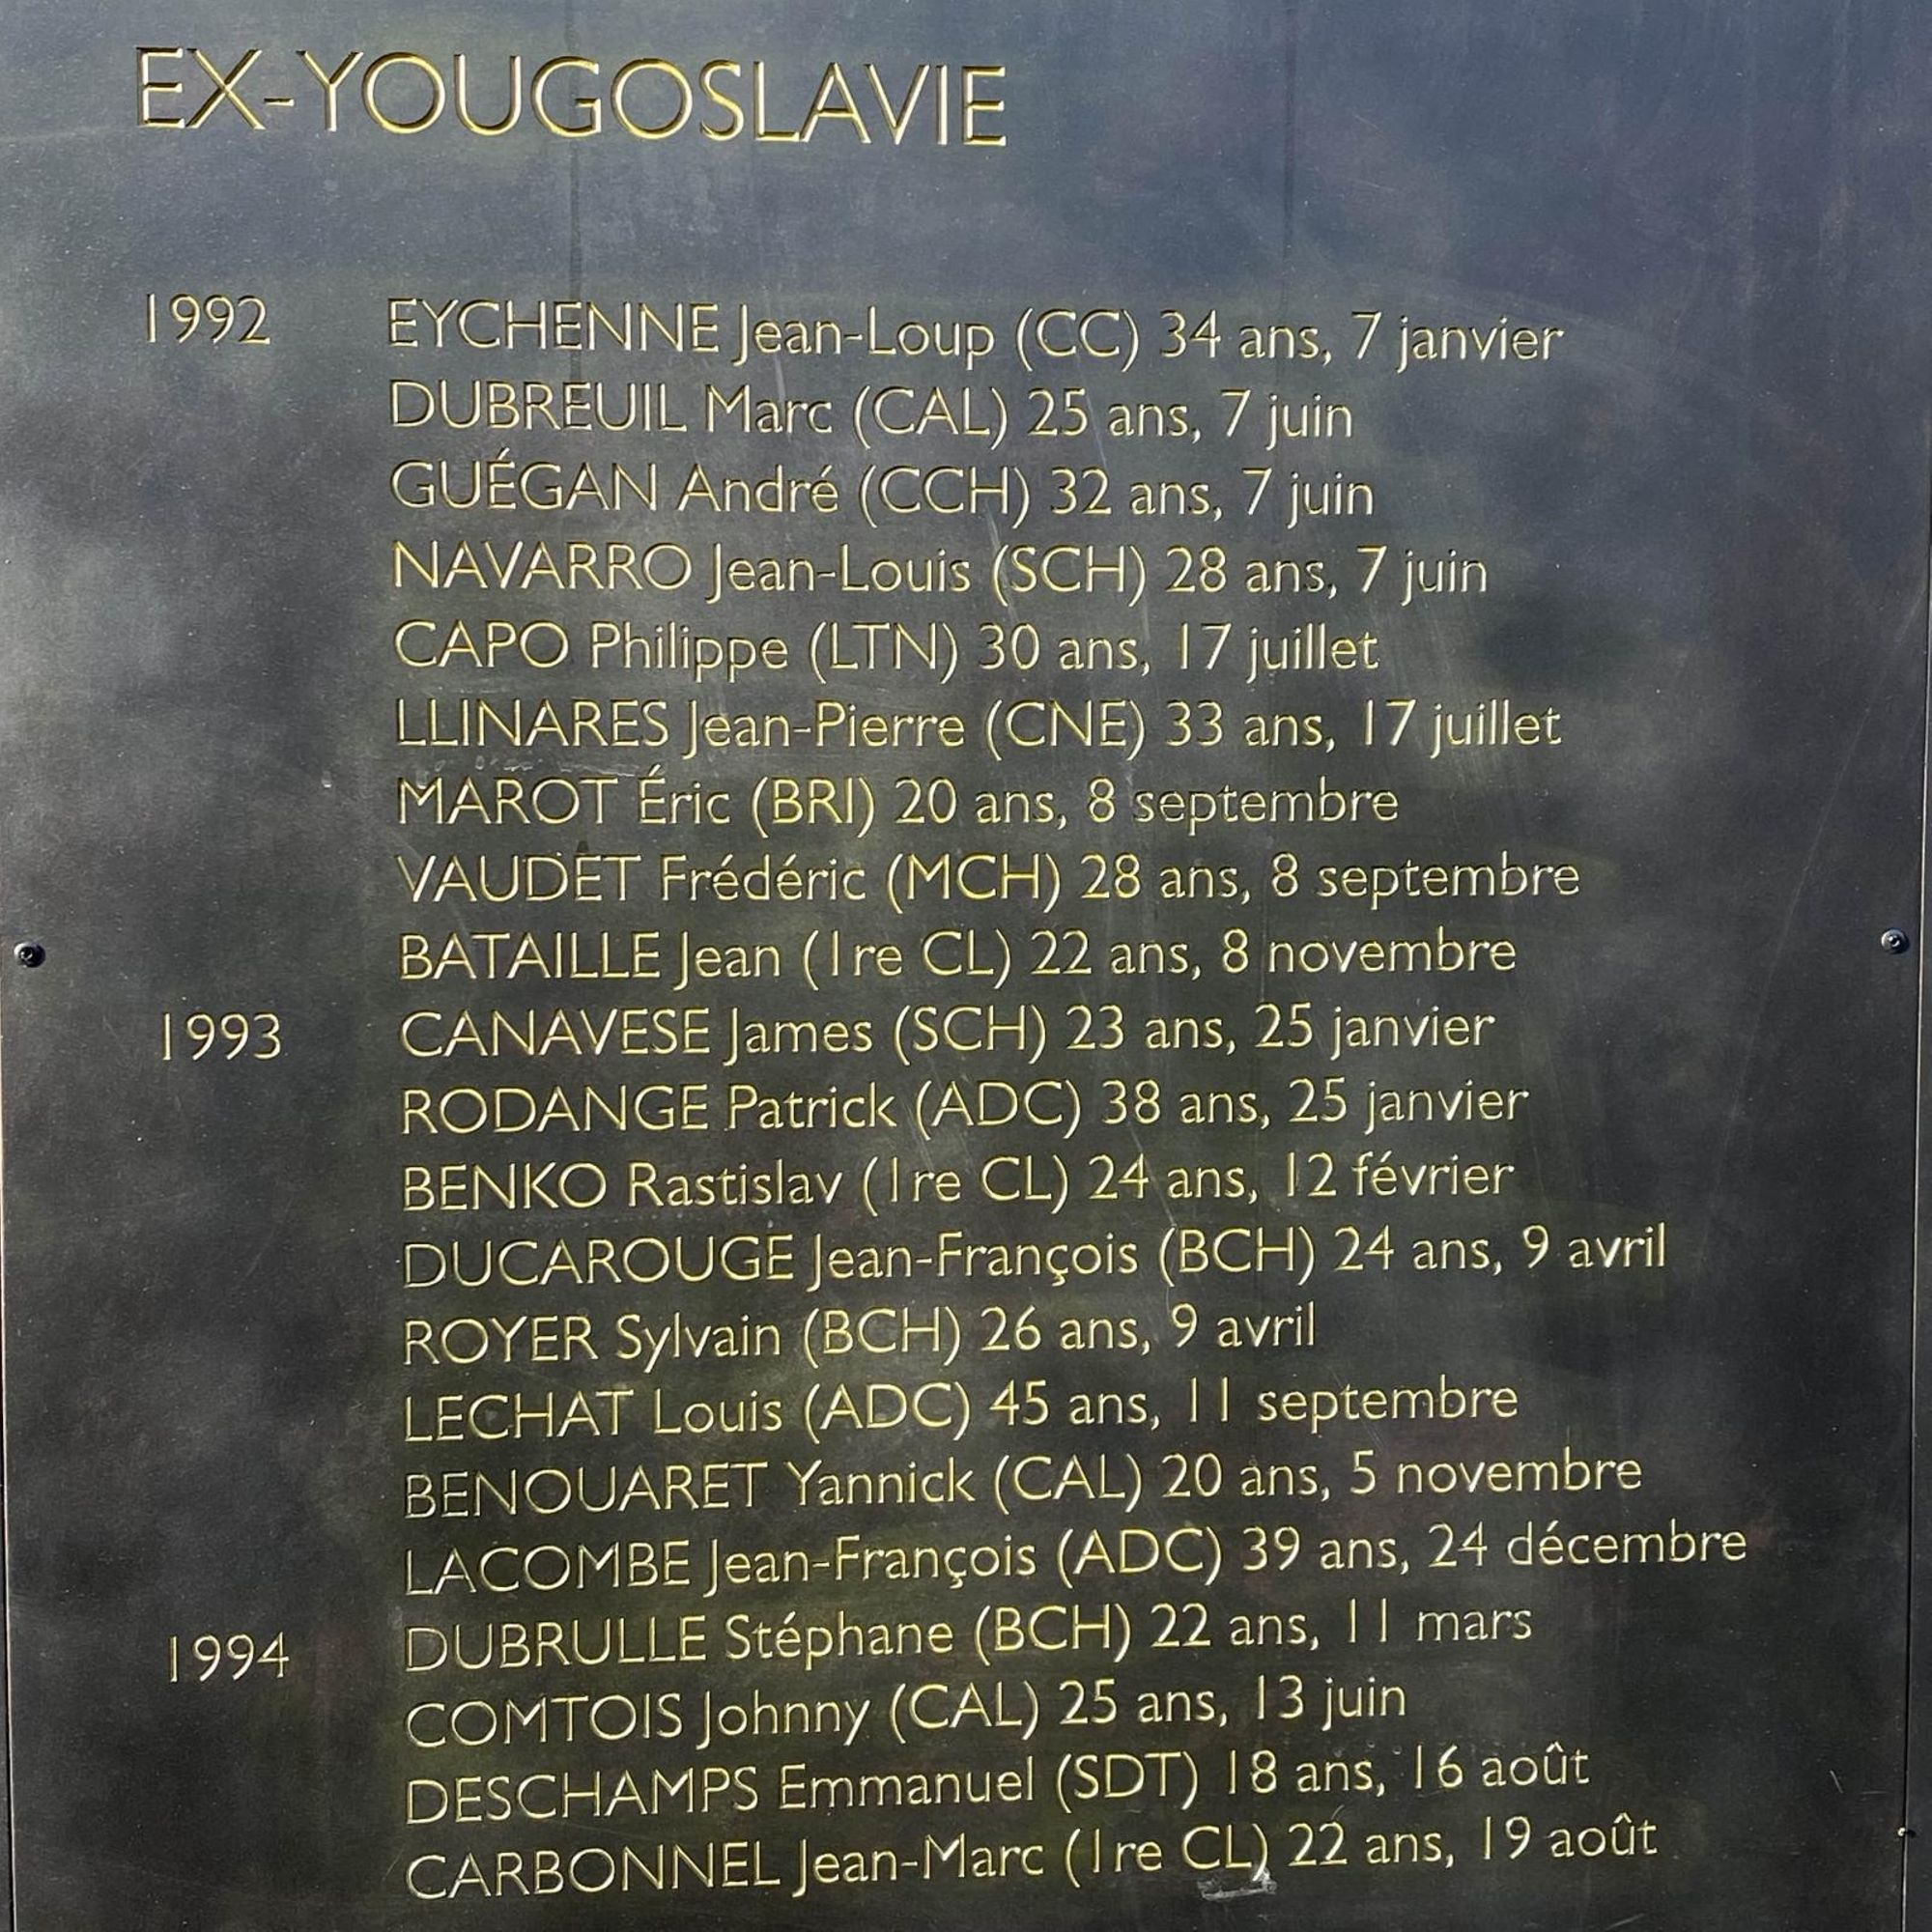 EX-YOUGOSLAVIE
1992 EYCHENNE Jean-Loup (CC) 34 ans, 7 janvier
DUBREUIL Marc (CAL) 25 ans, 7 juin
GUÉGAN André (CCH) 32 ans, 7 juin
NAVARRO Jean-Louis (SCH) 28 ans, 7 juin
CAPO Philippe (LTN) 30 ans, 17 juillet
LLINARES Jean-Pierre (CNE) 33 ans, 17 juillet
MAROT Éric (BRI) 20 ans, 8 septembre
VAUDET Frédéric (MCH) 28 ans, 8 septembre
BATAILLE Jean (1re CL) 22 ans, 8 novembre
1993 CANAVESE James (SCH) 23 ans, 25 janvier
RODANGE Patrick (ADC) 38 ans, 25 janvier
BENKO Rastislav (1re CL) 24 ans, 12 février
DUCAROUGE Jean-François (BCH) 24 ans, 9 avril
ROYER Sylvain (BCH) 26 ans, 9 avril
LECHAT Louis (ADC) 45 ans, 11 septembre
BENOUARET Yannick (CAL) 20 ans, 5 novembre
LACOMBE Jean-François (ADC) 39 ans, 24 décembre
1994 DUBRULLE Stéphane (BCH) 22 ans, 11 mars
COMTOIS Johnny (CAL) 25 ans, 13 juin
DESCHAMPS Emmanuel (SDT) 18 ans, 16 août
CARBONNEL Jean-Marc (1re CL) 22 ans, 19 août